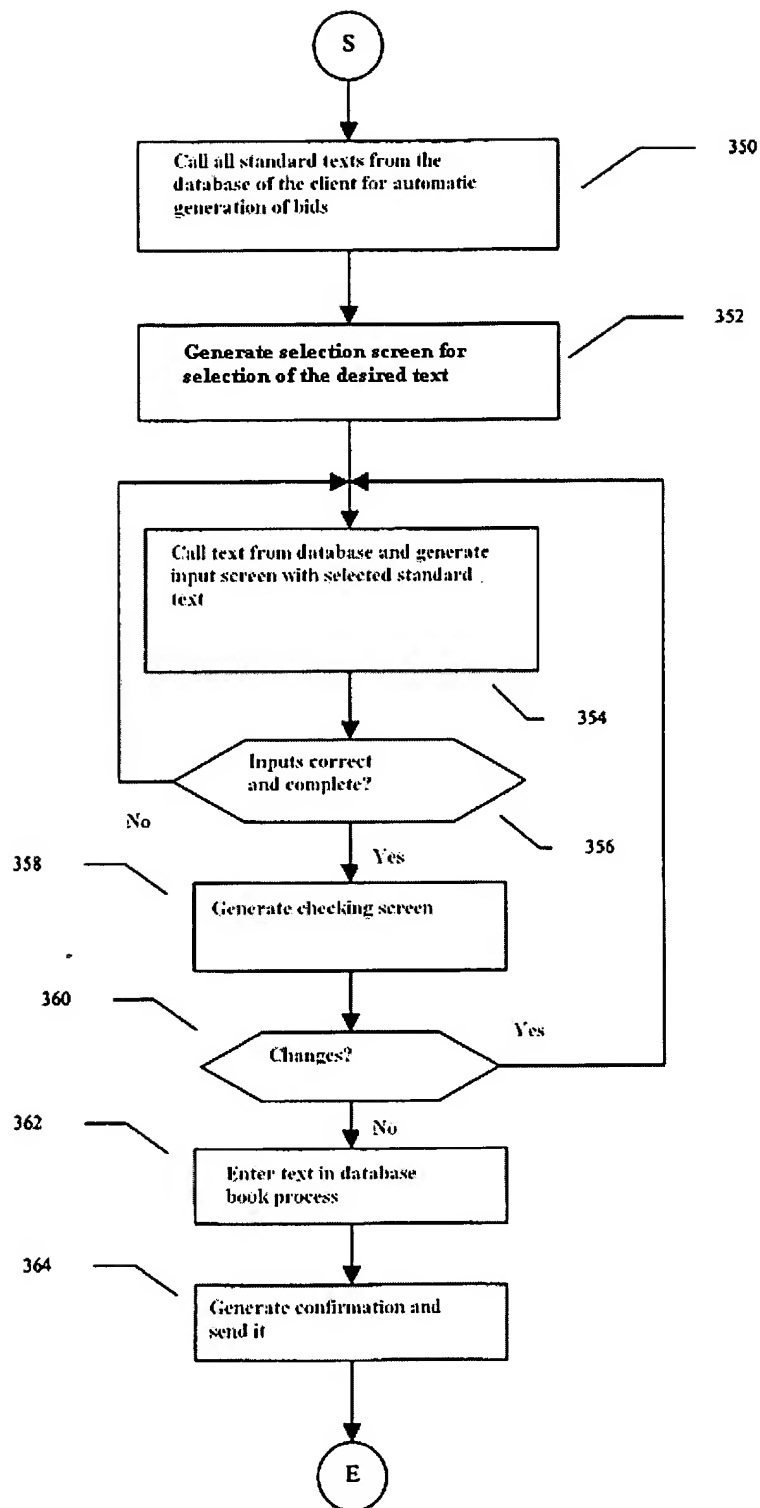 S
Call all standard texts from the
database of the client for automatic
generation of bids
350
352
Generate selection screen for
selection of the desired text
Call text from database and generate
input screen with selected standard
text
354
Inputs correct
and complete?
No
356
Yes
358
Generate checking screen
360
Yes
Changes?
362
No
Enter text in database
book process
364
Generate confirmation and
send it
E